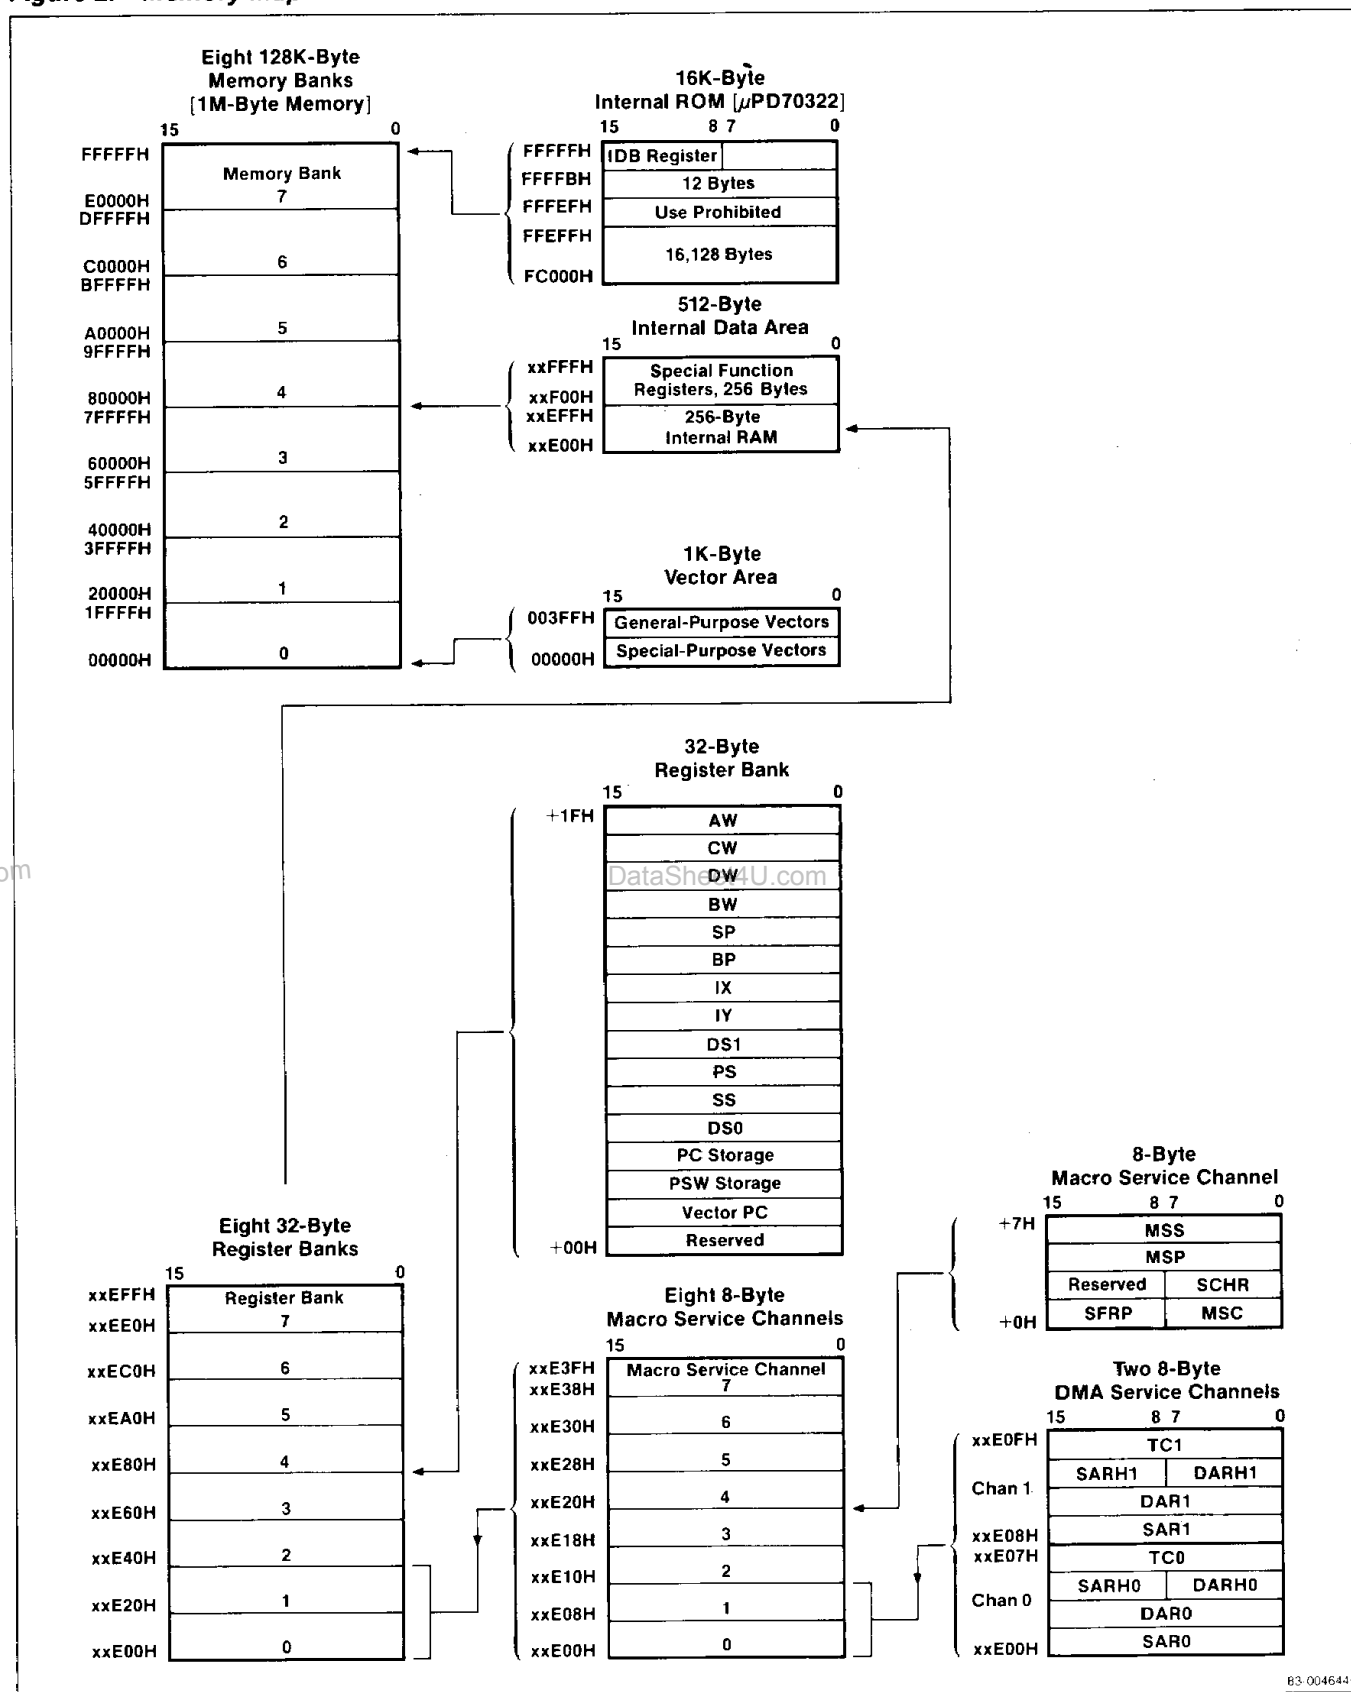 Eight 128K-Byte
Memory Banks
[1M-Byte Memory]
15 0
FFFFFH
Memory Bank
7
E0000H
DFFFFH
6
C0000H
BFFFFH
5
A0000H
9FFFFH
4
80000H
7FFFFH
3
60000H
5FFFFH
2
40000H
3FFFFH
1
20000H
1FFFFH
0
00000H
16K-Byte
Internal ROM [μPD70322]
15 8 7 0
FFFFFH IDB Register
FFFFBH 12 Bytes
FFFEFH Use Prohibited
FFEFFH
16,128 Bytes
FC000H
512-Byte
Internal Data Area
15 0
xxFFFH Special Function
Registers, 256 Bytes
xxF00H
xxEFFH 256-Byte
Internal RAM
xxE00H
1K-Byte
Vector Area
15 0
003FFH General-Purpose Vectors
00000H Special-Purpose Vectors
32-Byte
Register Bank
15 0
+1FH AW
CW
DW
BW
SP
BP
IX
IY
DS1
PS
SS
DS0
PC Storage
PSW Storage
Vector PC
+00H Reserved
om
DataSheet4U.com
Eight 32-Byte
Register Banks
15 0
xxEFFH Register Bank
xxEE0H 7
xxEC0H 6
xxEA0H 5
xxE80H 4
xxE60H 3
xxE40H 2
xxE20H 1
xxE00H 0
Eight 8-Byte
Macro Service Channels
15 0
xxE3FH Macro Service Channel
xxE38H 7
xxE30H 6
xxE28H 5
xxE20H 4
xxE18H 3
xxE10H 2
xxE08H 1
xxE00H 0
8-Byte
Macro Service Channel
15 8 7 0
+7H MSS
MSP
Reserved SCHR
+0H SFRP MSC
Two 8-Byte
DMA Service Channels
15 8 7 0
xxE0FH TC1
SARH1 DARH1
Chan 1
DAR1
xxE08H SAR1
xxE07H TC0
SARH0 DARH0
Chan 0
DAR0
xxE00H SAR0
83-004644